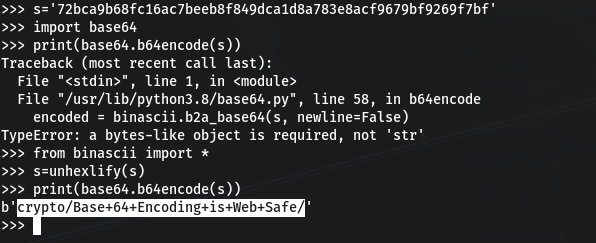 >>> s='72bca9b68fc16ac7beeb8f849dca1d8a783e8acf9679bf9269f7bf'
>>> import base64
>>> print(base64.b64encode(s))
Traceback (most recent call last):
  File "<stdin>", line 1, in <module>
  File "/usr/lib/python3.8/base64.py", line 58, in b64encode
    encoded = binascii.b2a_base64(s, newline=False)
TypeError: a bytes-like object is required, not 'str'
>>> from binascii import *
>>> s=unhexlify(s)
>>> print(base64.b64encode(s))
b'crypto/Base+64+Encoding+is+Web+Safe/'
>>>